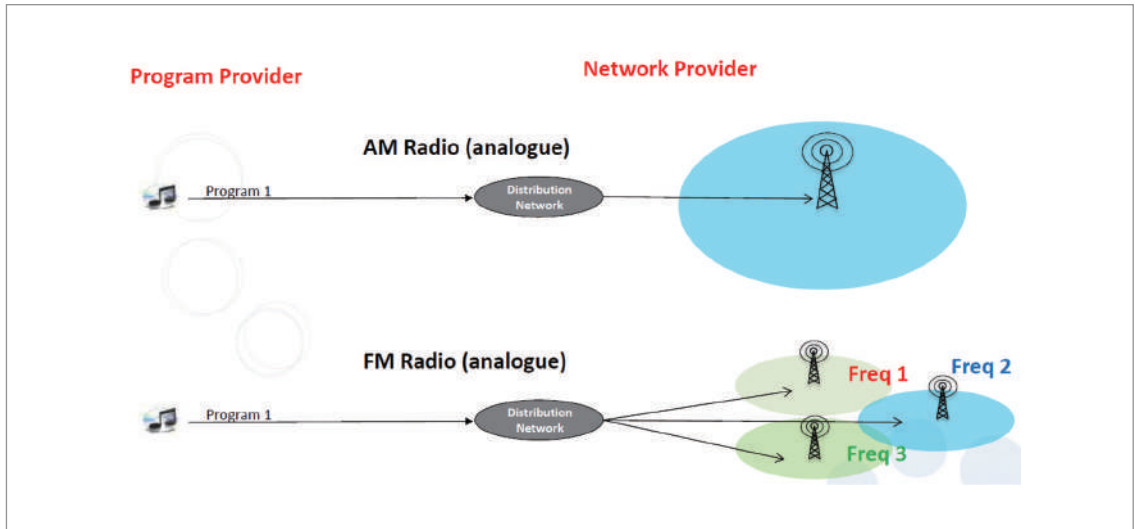 Program Provider
Network Provider
AM Radio (analogue)
Program 1
Distribution
Network
FM Radio (analogue)
Freq 1
Freq 2
Program 1
Distribution
Network
Freq 3